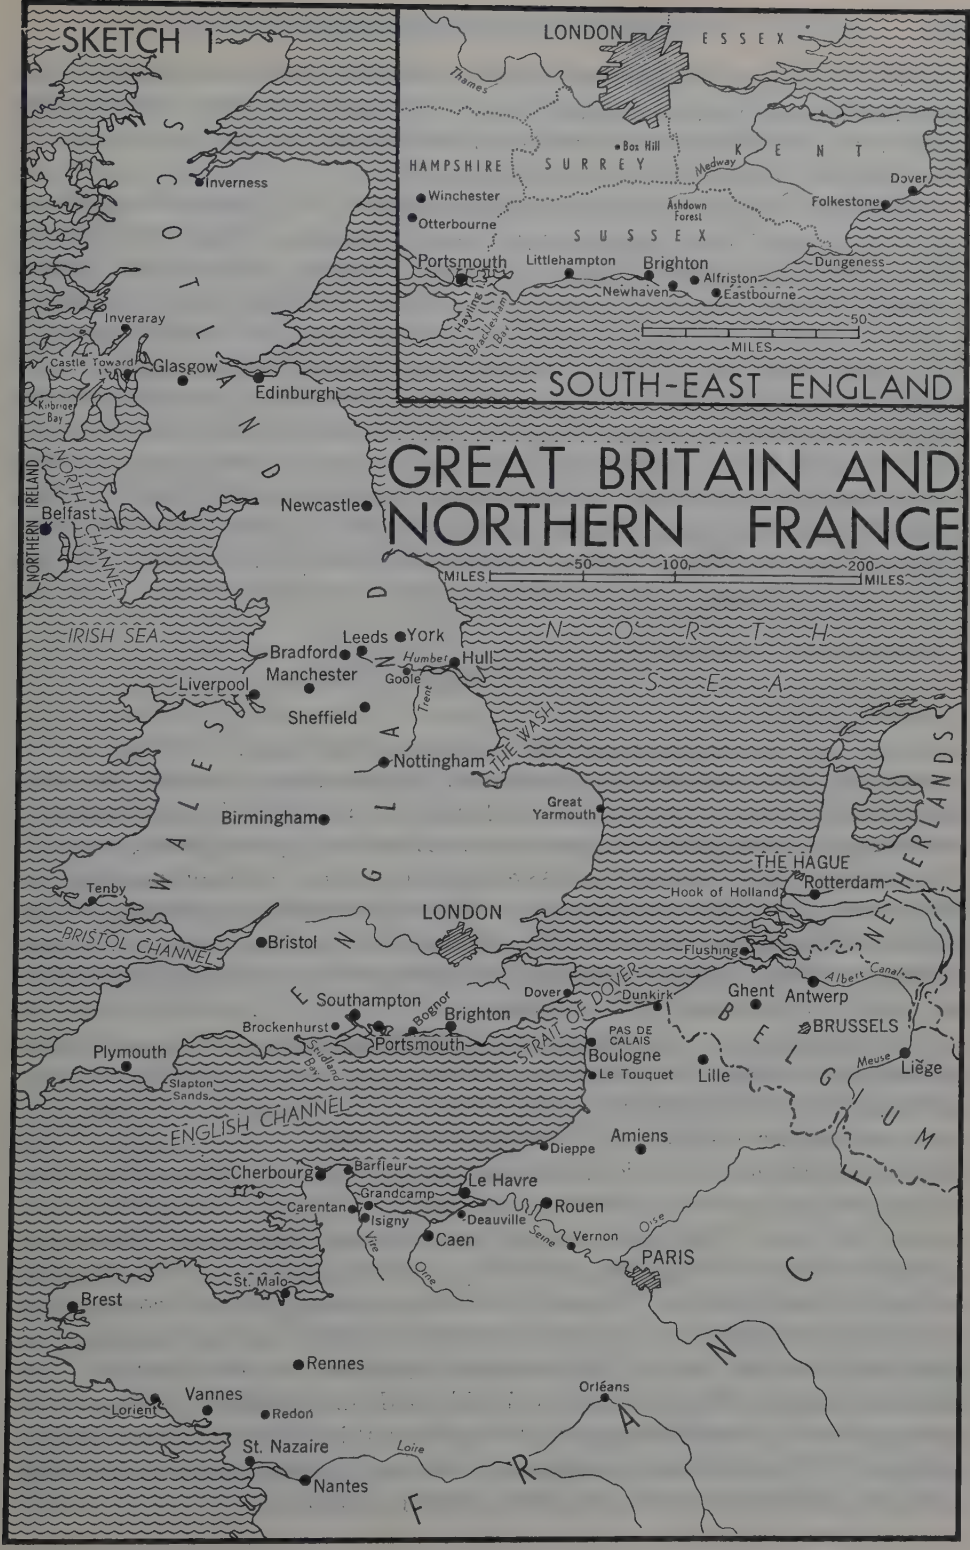 SKETCH 1
LONDON
ESSEX
Thames
Box Hill
KENT
HAMPSHIRE
SURREY
Medway
Winchester
Dover
Folkestone
Ashdown
Forest
Otterbourne
SUSSEX
Portsmouth
Littlehampton
Brighton
Dungeness
Alfriston
Newhaven
Eastbourne
Hayling I.
Bracklesham
Bay
50
MILES
SOUTH-EAST ENGLAND
SCOTLAND
Inverness
Inveraray
Castle Toward
Glasgow
Edinburgh
Kilbride
Bay
GREAT BRITAIN AND
NORTHERN FRANCE
50
100
200
MILES
MILES
NORTHERN IRELAND
NORTH CHANNEL
Newcastle
Belfast
IRISH SEA
NORTH
SEA
ENGLAND
Leeds
York
Bradford
Humber
Hull
Manchester
Goole
Liverpool
Trent
Sheffield
THE WASH
WALES
Nottingham
Great
Yarmouth
Birmingham
NETHERLANDS
THE HAGUE
Rotterdam
Hook of Holland
Tenby
LONDON
BRISTOL CHANNEL
Bristol
Flushing
Albert Canal
Dover
STRAIT OF DOVER
Dunkirk
Ghent
Antwerp
BELGIUM
Southampton
Bognor
Brighton
Brockenhurst
Portsmouth
PAS DE
CALAIS
BRUSSELS
Boulogne
Studland
Bay
Plymouth
Meuse
Liège
Lille
Le Touquet
Slapton
Sands
ENGLISH CHANNEL
Amiens
Dieppe
Barfleur
Cherbourg
Le Havre
Grandcamp
Carentan
Rouen
Isigny
Deauville
Oise
Seine
Vernon
Vire
Caen
PARIS
Orne
St. Malo
Brest
FRANCE
Rennes
Orléans
Vannes
Lorient
Redon
St. Nazaire
Loire
Nantes